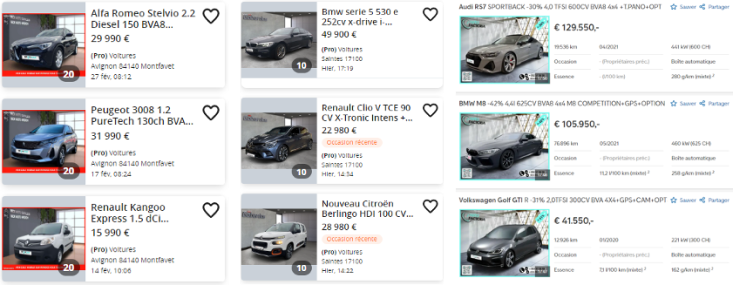 Alfa Romeo Stelvio 2.2
Diesel 150 BVA8...
29 990 €
(Pro) Voitures
Avignon 84140 Montfavet
27 fév, 08:12
20
Peugeot 3008 1.2
PureTech 130ch BVA...
31 990 €
(Pro) Voitures
Avignon 84140 Montfavet
17 fév, 08:24
20
Renault Kangoo
Express 1.5 dCi...
15 990 €
(Pro) Voitures
Avignon 84140 Montfavet
14 fév, 10:06
20
Bmw serie 5 530 e
252cv x-drive i-...
49 900 €
(Pro) Voitures
Saintes 17100
Hier, 17:19
10
Renault Clio V TCE 90
CV X-Tronic Intens +...
22 980 €
Occasion récente
(Pro) Voitures
Saintes 17100
Hier, 14:34
10
Nouveau Citroën
Berlingo HDI 100 CV...
28 980 €
Occasion récente
(Pro) Voitures
Saintes 17100
Hier, 14:22
10
Audi RS7 SPORTBACK -30% 4.0 TFSI 600CV BVA8 4x4 +T.PANO+OPT Sauver Partager
€ 129.550,-
19.536 km 04/2021 441 kW (600 CH)
Occasion - (Propriétaires préc.) Boîte automatique
Essence - (l/100 km) 280 g/km (mixte) ²
BMW M8 -42% 4,4I 625CV BVA8 4x4 M8 COMPETITION+GPS+OPTION Sauver Partager
€ 105.950,-
76.896 km 05/2021 460 kW (625 CH)
Occasion - (Propriétaires préc.) Boîte automatique
Essence 11,2 l/100 km (mixte) ² 258 g/km (mixte) ²
Volkswagen Golf GTI R -31% 2,0TFSI 300CV BVA 4X4+GPS+CAM+OPT Sauver Partager
€ 41.550,-
12.926 km 01/2020 221 kW (300 CH)
Occasion - (Propriétaires préc.) Boîte automatique
Essence 162 g/km (mixte) ²